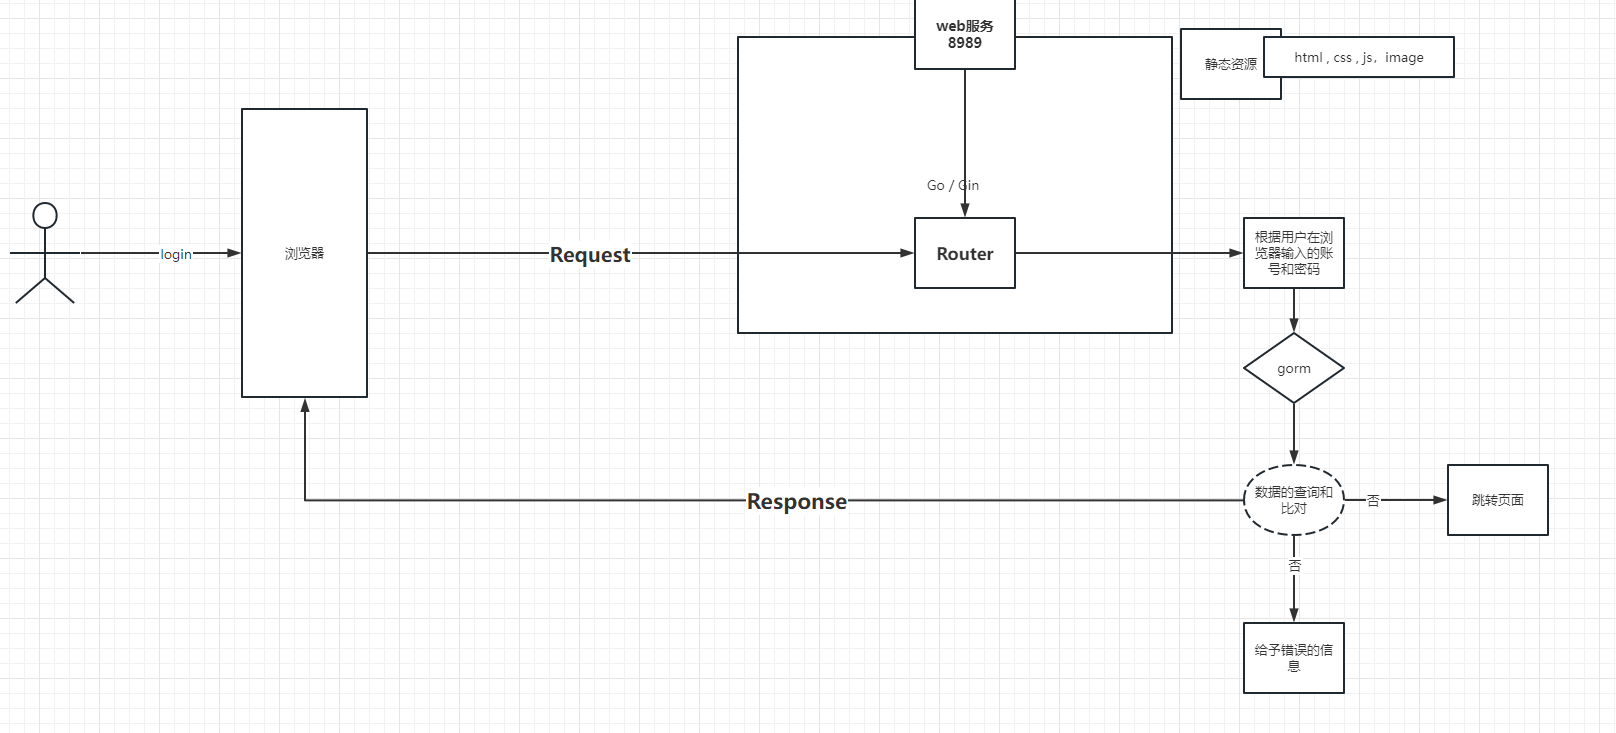 web服务
8989
静态资源
html , css , js，image
Go / Gin
login
浏览器
Request
Router
根据用户在浏
览器输入的账
号和密码
gorm
Response
数据的查询和
比对
否
跳转页面
否
给予错误的信
息